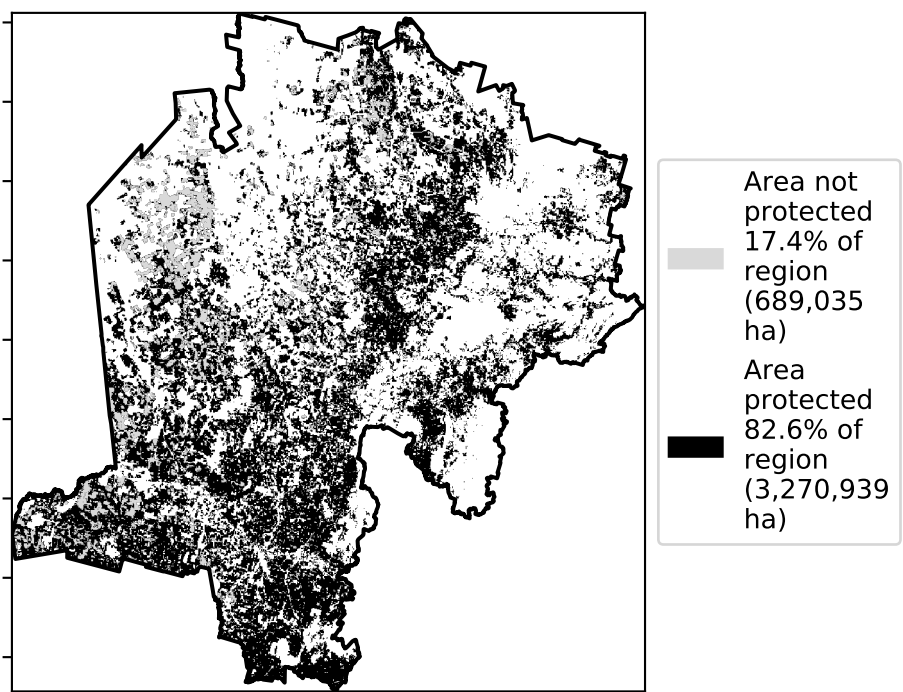 Area not
protected
17.4% of
region
(689,035
ha)
Area
protected
82.6% of
region
(3,270,939
ha)